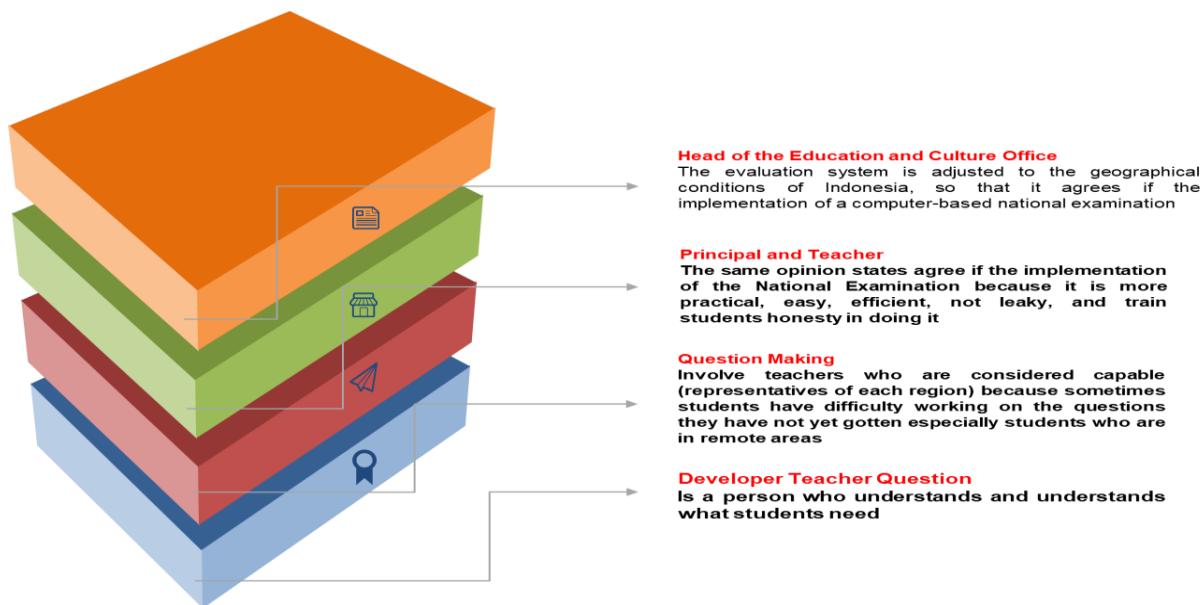 Head of the Education and Culture Office
The evaluation system is adjusted to the geographical
conditions of Indonesia, so that it agrees if the
implementation of a computer-based national examination
Principal and Teacher
The same opinion states agree if the implementation
of the National Examination because it is more
practical, easy, efficient, not leaky, and train
students honesty in doing it
Question Making
Involve teachers who are considered capable
(representatives of each region) because sometimes
students have difficulty working on the questions
they have not yet gotten especially students who are
in remote areas
Developer Teacher Question
Is a person who understands and understands
what students need